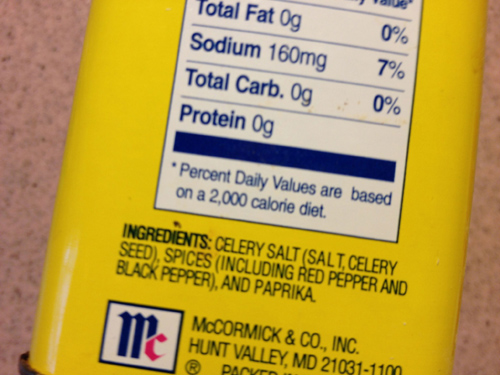 Value*
Total Fat 0g 0%
Sodium 160mg 7%
Total Carb. 0g 0%
Protein 0g
* Percent Daily Values are based
on a 2,000 calorie diet.
INGREDIENTS: CELERY SALT (SALT, CELERY
SEED), SPICES (INCLUDING RED PEPPER AND
BLACK PEPPER), AND PAPRIKA.
Mc
McCORMICK & CO., INC.
HUNT VALLEY, MD 21031-1100
® PACKED